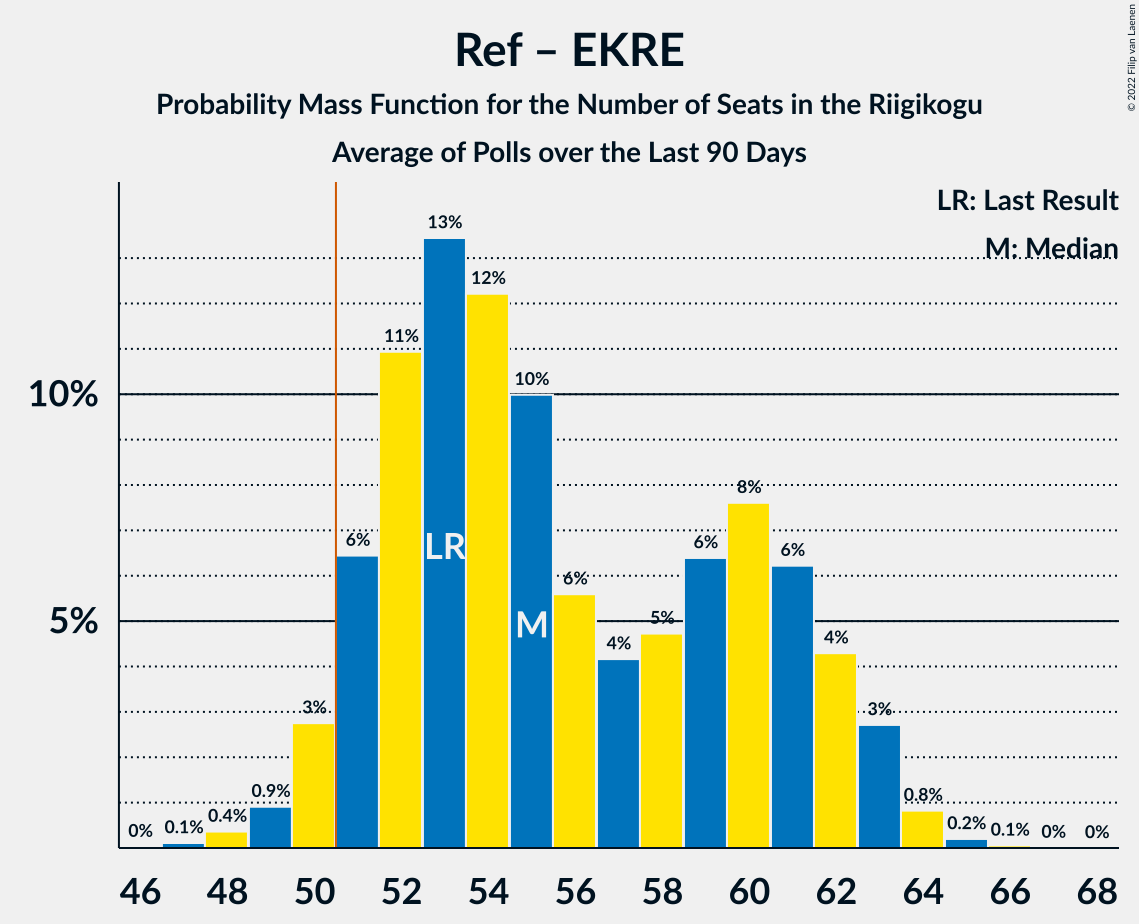 Ref – EKRE
Probability Mass Function for the Number of Seats in the Riigikogu
Average of Polls over the Last 90 Days
© 2022 Filip van Laenen
LR: Last Result
M: Median
10%
5%
0%
0.1%
0.4%
0.9%
3%
6%
11%
13%
12%
10%
6%
4%
5%
6%
8%
6%
4%
3%
0.8%
0.2%
0.1%
0%
0%
LR
M
46 48 50 52 54 56 58 60 62 64 66 68